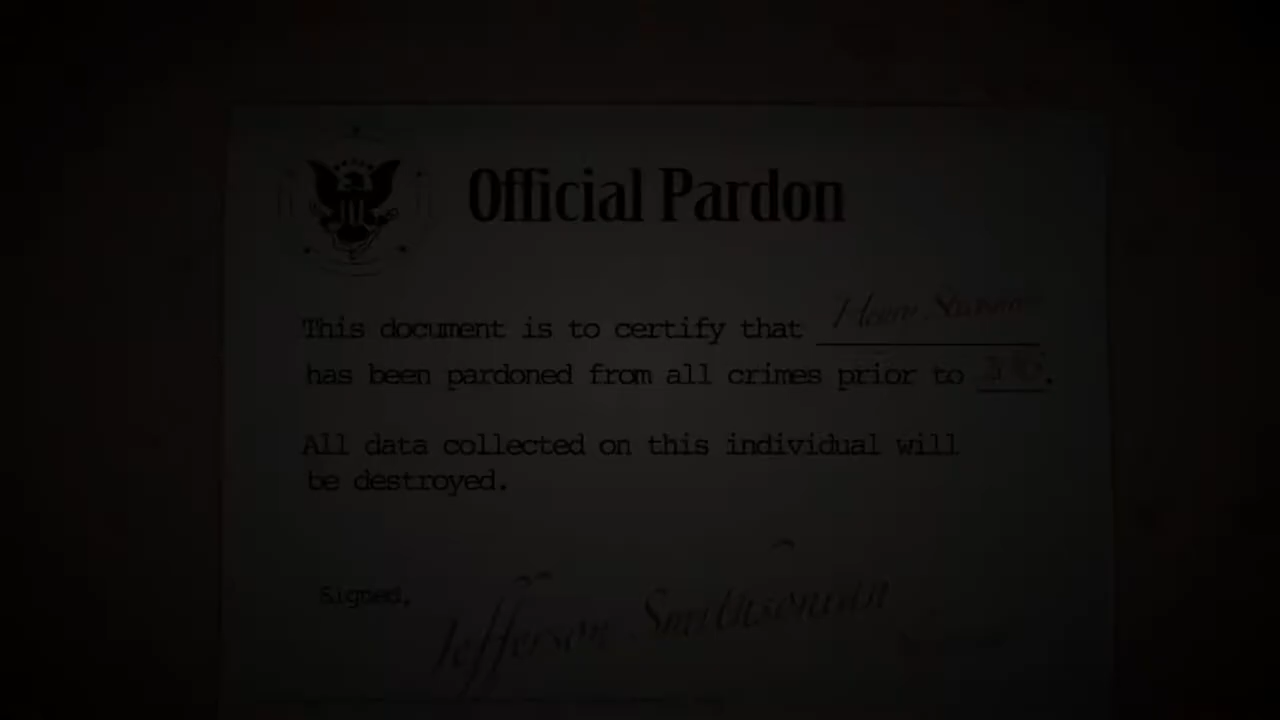 Official Pardon
This document is to certify that Henry
has been pardoned from all crimes prior to
All data collected on this individual will
be destroyed.
Signed,
Jefferson Smithsonian